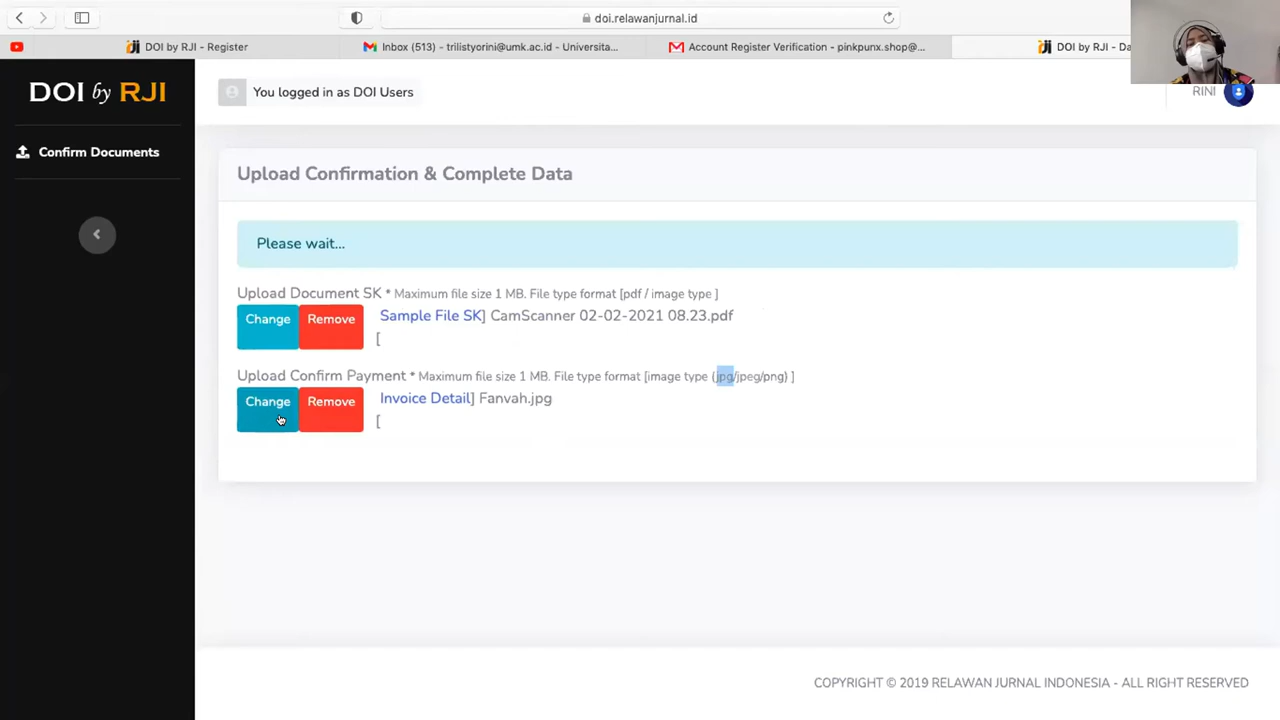 doi.relawanjurnal.id
DOI by RJI - Register
Inbox (513) - trilistyorini@umk.ac.id - Universita...
Account Register Verification - pinkpunx.shop@...
DOI by RJI - Da
DOI by RJI
You logged in as DOI Users
RINI
Confirm Documents
Upload Confirmation & Complete Data
Please wait...
Upload Document SK * Maximum file size 1 MB. File type format [pdf / image type ]
Change Remove Sample File SK] CamScanner 02-02-2021 08.23.pdf
[
Upload Confirm Payment * Maximum file size 1 MB. File type format [image type (jpg/jpeg/png) ]
Change Remove Invoice Detail] Fanvah.jpg
[
COPYRIGHT © 2019 RELAWAN JURNAL INDONESIA - ALL RIGHT RESERVED